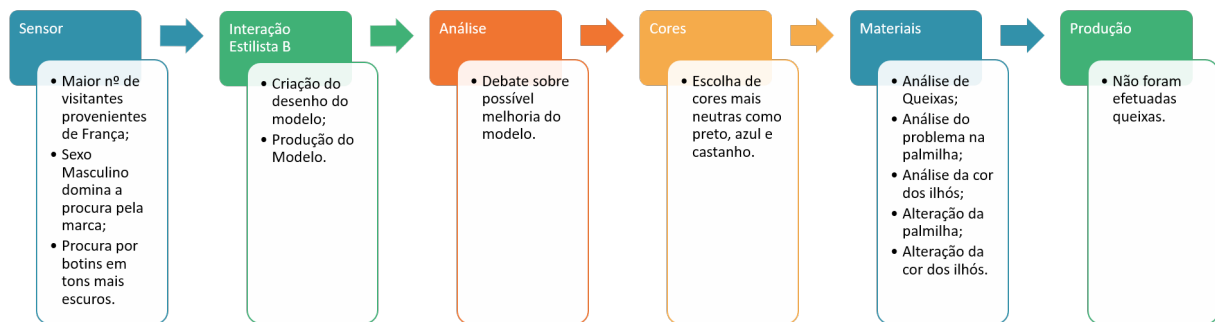 Sensor
• Maior nº de
visitantes
provenientes
de França;
• Sexo
Masculino
domina a
procura pela
marca;
• Procura por
botins em
tons mais
escuros.
Interação
Estilista B
• Criação do
desenho do
modelo;
• Produção do
Modelo.
Análise
• Debate sobre
possível
melhoria do
modelo.
Cores
• Escolha de
cores mais
neutras como
preto, azul e
castanho.
Materiais
• Análise de
Queixas;
• Análise do
problema na
palmilha;
• Análise da cor
dos ilhós;
• Alteração da
palmilha;
• Alteração da
cor dos ilhós.
Produção
• Não foram
efetuadas
queixas.